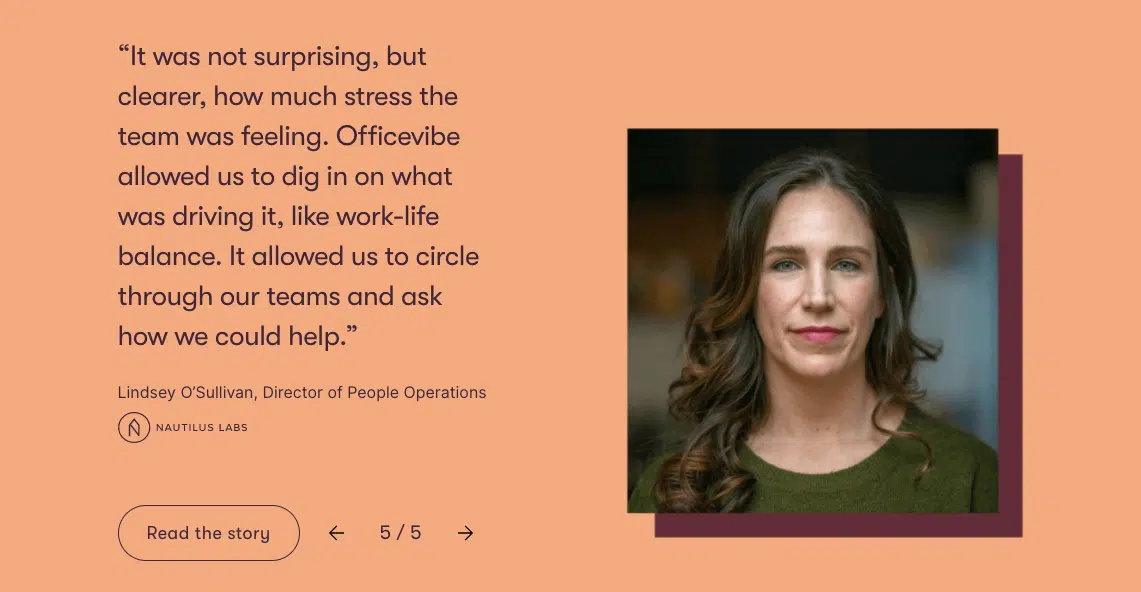 “It was not surprising, but
clearer, how much stress the
team was feeling. Officevibe
allowed us to dig in on what
was driving it, like work-life
balance. It allowed us to circle
through our teams and ask
how we could help.”
Lindsey O’Sullivan, Director of People Operations
NAUTILUS LABS
Read the story
← 5 / 5 →